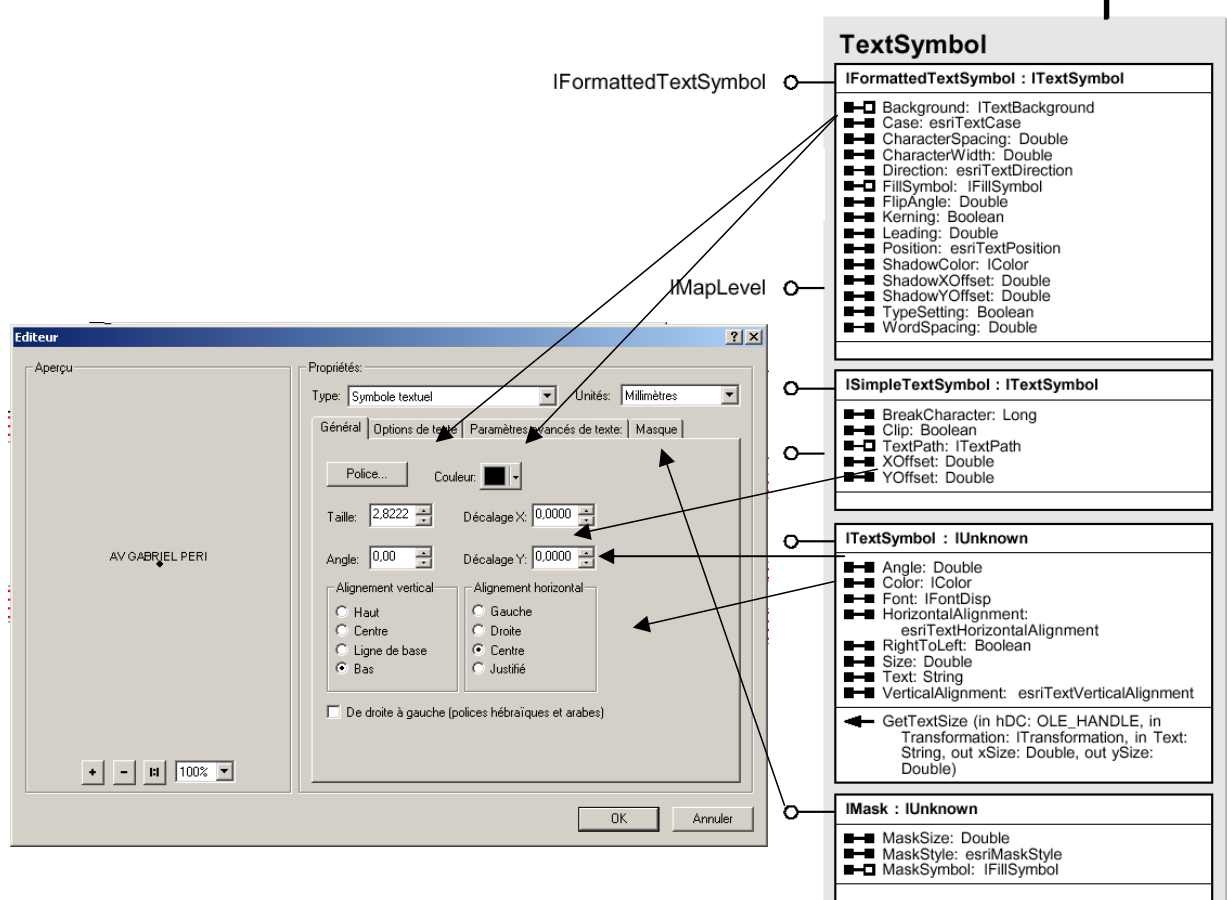 TextSymbol
IFormattedTextSymbol
IFormattedTextSymbol : ITextSymbol
Background: ITextBackground
Case: esriTextCase
CharacterSpacing: Double
CharacterWidth: Double
Direction: esriTextDirection
FillSymbol: IFillSymbol
FlipAngle: Double
Kerning: Boolean
Leading: Double
Position: esriTextPosition
ShadowColor: IColor
ShadowXOffset: Double
ShadowYOffset: Double
TypeSetting: Boolean
WordSpacing: Double
IMapLevel
ISimpleTextSymbol : ITextSymbol
BreakCharacter: Long
Clip: Boolean
TextPath: ITextPath
XOffset: Double
YOffset: Double
ITextSymbol : IUnknown
Angle: Double
Color: IColor
Font: IFontDisp
HorizontalAlignment:
esriTextHorizontalAlignment
RightToLeft: Boolean
Size: Double
Text: String
VerticalAlignment: esriTextVerticalAlignment
GetTextSize (in hDC: OLE_HANDLE, in
Transformation: ITransformation, in Text:
String, out xSize: Double, out ySize:
Double)
IMask : IUnknown
MaskSize: Double
MaskStyle: esriMaskStyle
MaskSymbol: IFillSymbol
Editeur
Aperçu
AV GABRIEL PERI
100%
Propriétés:
Type: Symbole textuel Unités: Millimètres
Général Options de texte Paramètres avancés de texte: Masque
Police... Couleur:
Taille: 2,8222 Décalage X: 0,0000
Angle: 0,00 Décalage Y: 0,0000
Alignement vertical Alignement horizontal
Haut Gauche
Centre Droite
Ligne de base Centre
Bas Justifié
De droite à gauche (polices hébraïques et arabes)
OK Annuler